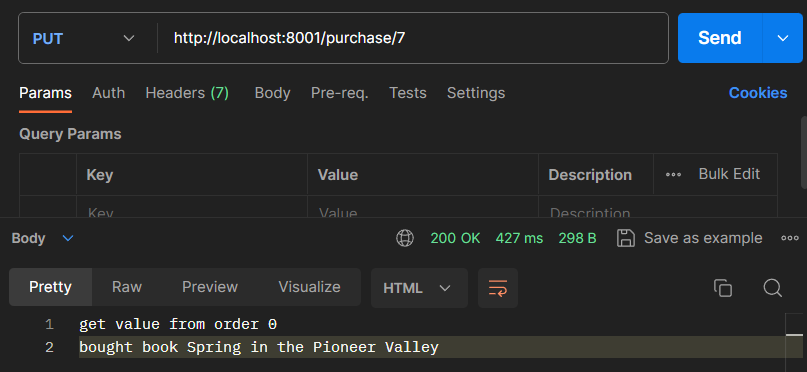 PUT http://localhost:8001/purchase/7 Send
Params Auth Headers (7) Body Pre-req. Tests Settings Cookies
Query Params
Key Value Description Bulk Edit
Key Value Description
Body 200 OK 427 ms 298 B Save as example
Pretty Raw Preview Visualize HTML
1 get value from order 0
2 bought book Spring in the Pioneer Valley